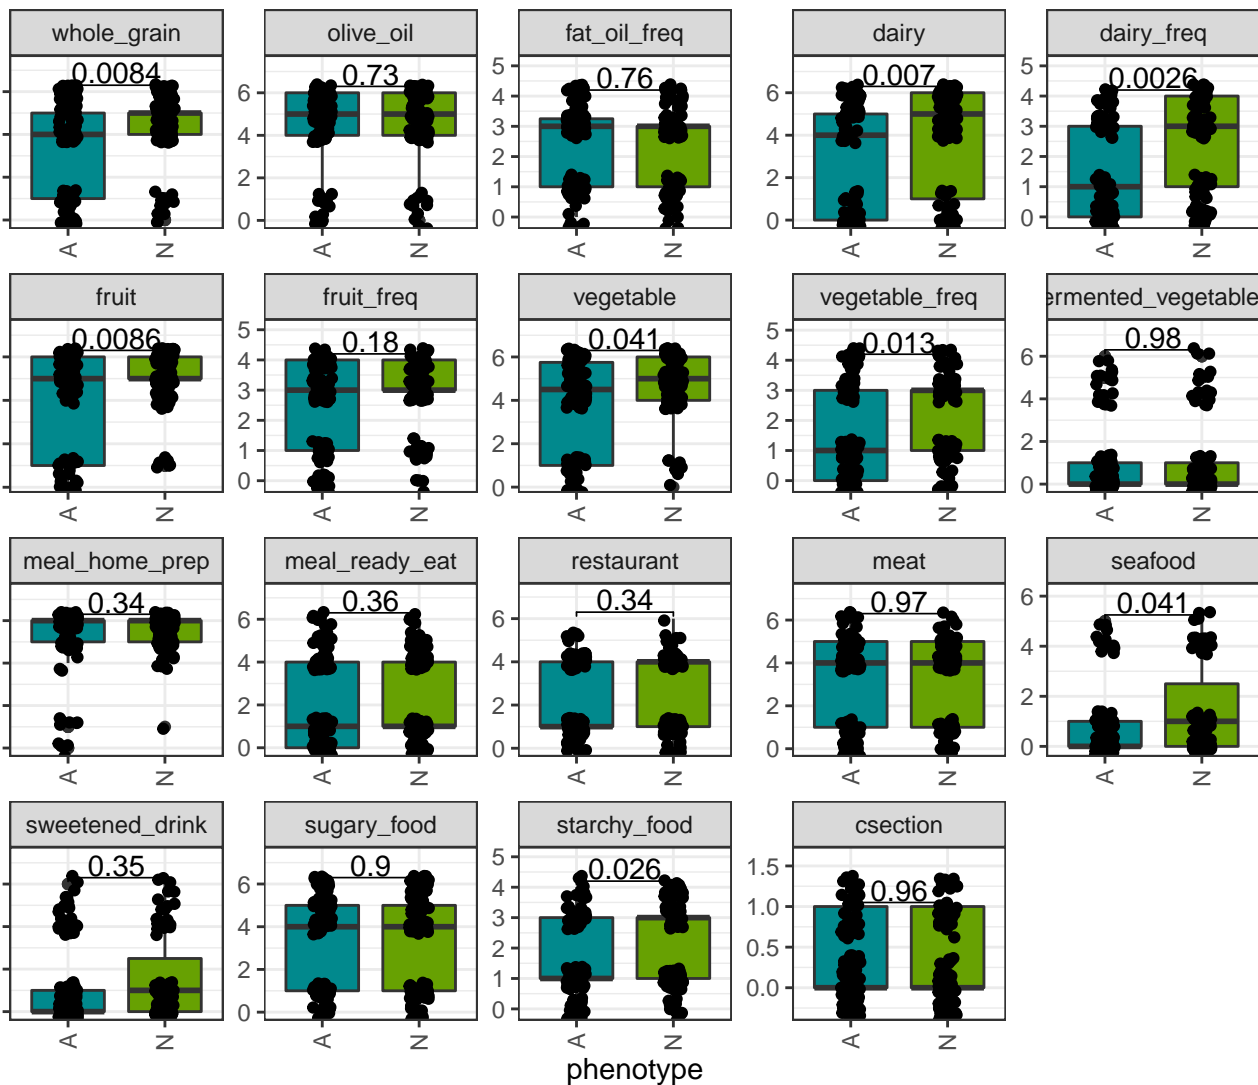 whole_grain olive_oil fat_oil_freq dairy dairy_freq
0.0084 0.73 0.76 0.007 0.0026
6 4 2 0
5 4 3 2 1 0
6 4 2 0
5 4 3 2 1 0
A N A N A N A N A N
fruit fruit_freq vegetable vegetable_freq ermented_vegetable
0.0086 0.18 0.041 0.013 0.98
5 4 3 2 1 0
6 4 2 0
5 4 3 2 1 0
6 4 2 0
A N A N A N A N A N
meal_home_prep meal_ready_eat restaurant meat seafood
0.34 0.36 0.34 0.97 0.041
6 4 2 0
6 4 2 0
6 4 2 0
6 4 2 0
A N A N A N A N A N
sweetened_drink sugary_food starchy_food csection
0.35 0.9 0.026 0.96
6 4 2 0
5 4 3 2 1 0
1.5 1.0 0.5 0.0
A N A N A N A N
phenotype